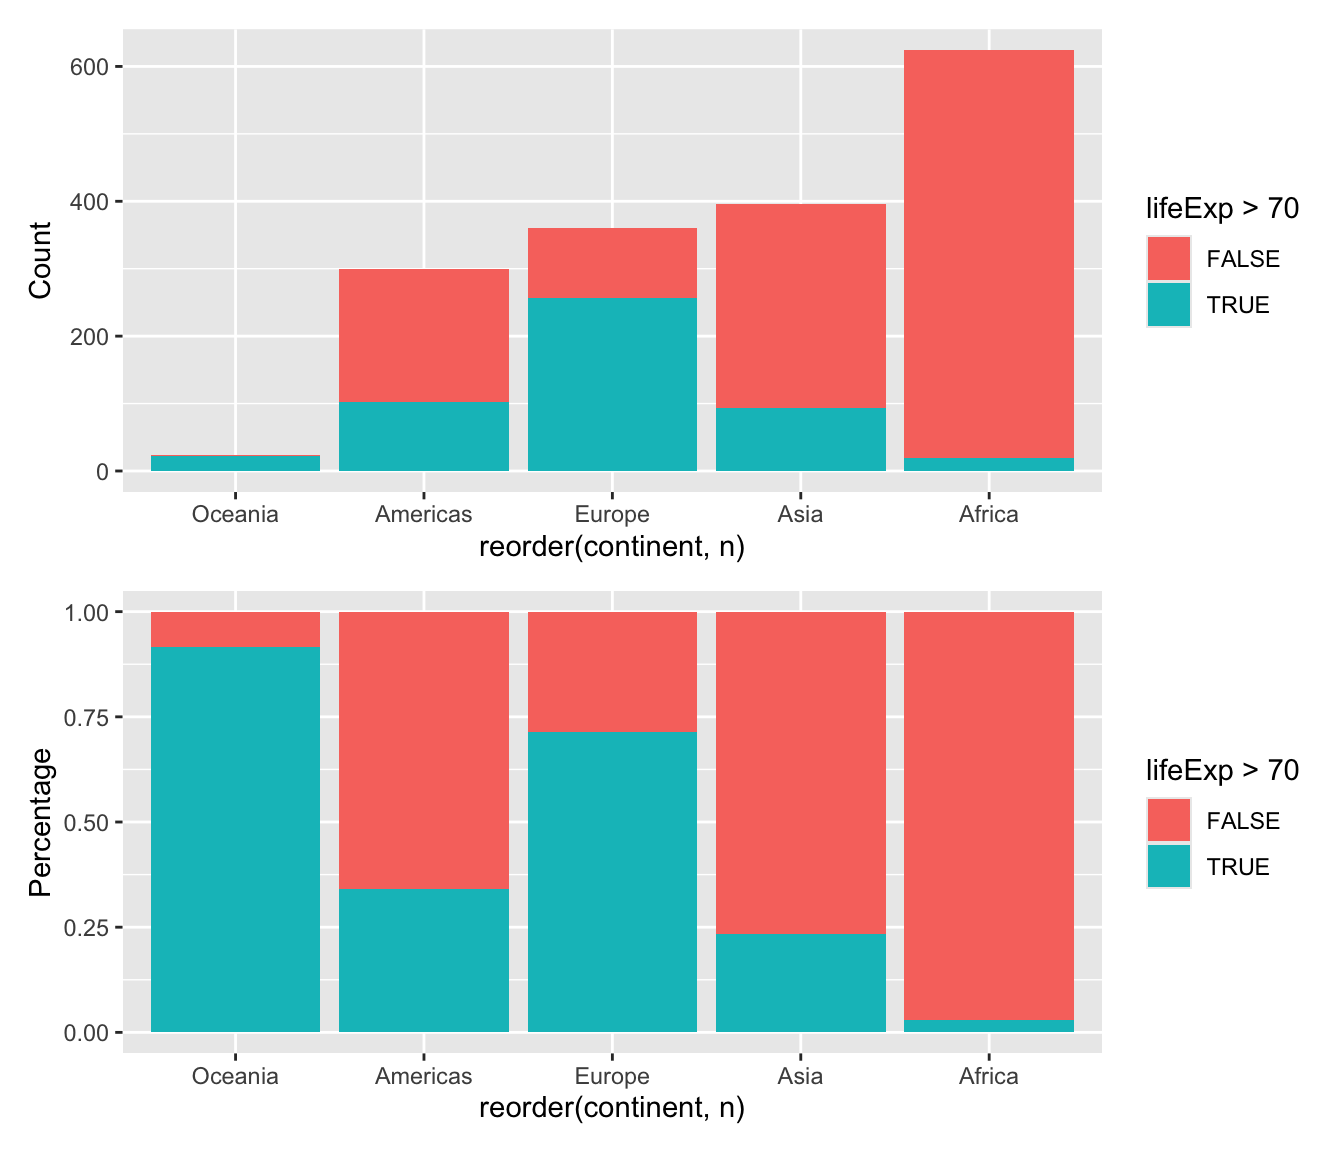 600
400
200
0
Count
Oceania Americas Europe Asia Africa
reorder(continent, n)
lifeExp > 70
FALSE
TRUE
1.00
0.75
0.50
0.25
0.00
Percentage
Oceania Americas Europe Asia Africa
reorder(continent, n)
lifeExp > 70
FALSE
TRUE